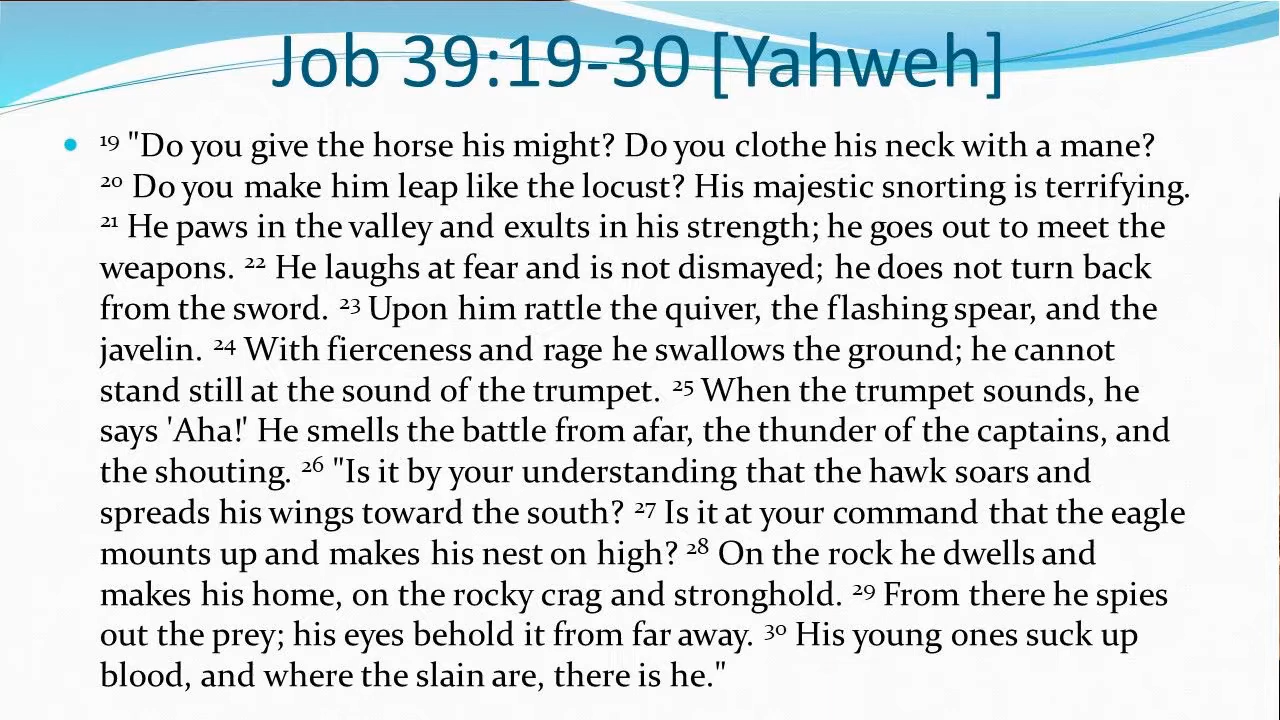 Job 39:19-30 [Yahweh]
• ¹⁹ "Do you give the horse his might? Do you clothe his neck with a mane?
²⁰ Do you make him leap like the locust? His majestic snorting is terrifying.
²¹ He paws in the valley and exults in his strength; he goes out to meet the
weapons. ²² He laughs at fear and is not dismayed; he does not turn back
from the sword. ²³ Upon him rattle the quiver, the flashing spear, and the
javelin. ²⁴ With fierceness and rage he swallows the ground; he cannot
stand still at the sound of the trumpet. ²⁵ When the trumpet sounds, he
says 'Aha!' He smells the battle from afar, the thunder of the captains, and
the shouting. ²⁶ "Is it by your understanding that the hawk soars and
spreads his wings toward the south? ²⁷ Is it at your command that the eagle
mounts up and makes his nest on high? ²⁸ On the rock he dwells and
makes his home, on the rocky crag and stronghold. ²⁹ From there he spies
out the prey; his eyes behold it from far away. ³⁰ His young ones suck up
blood, and where the slain are, there is he."